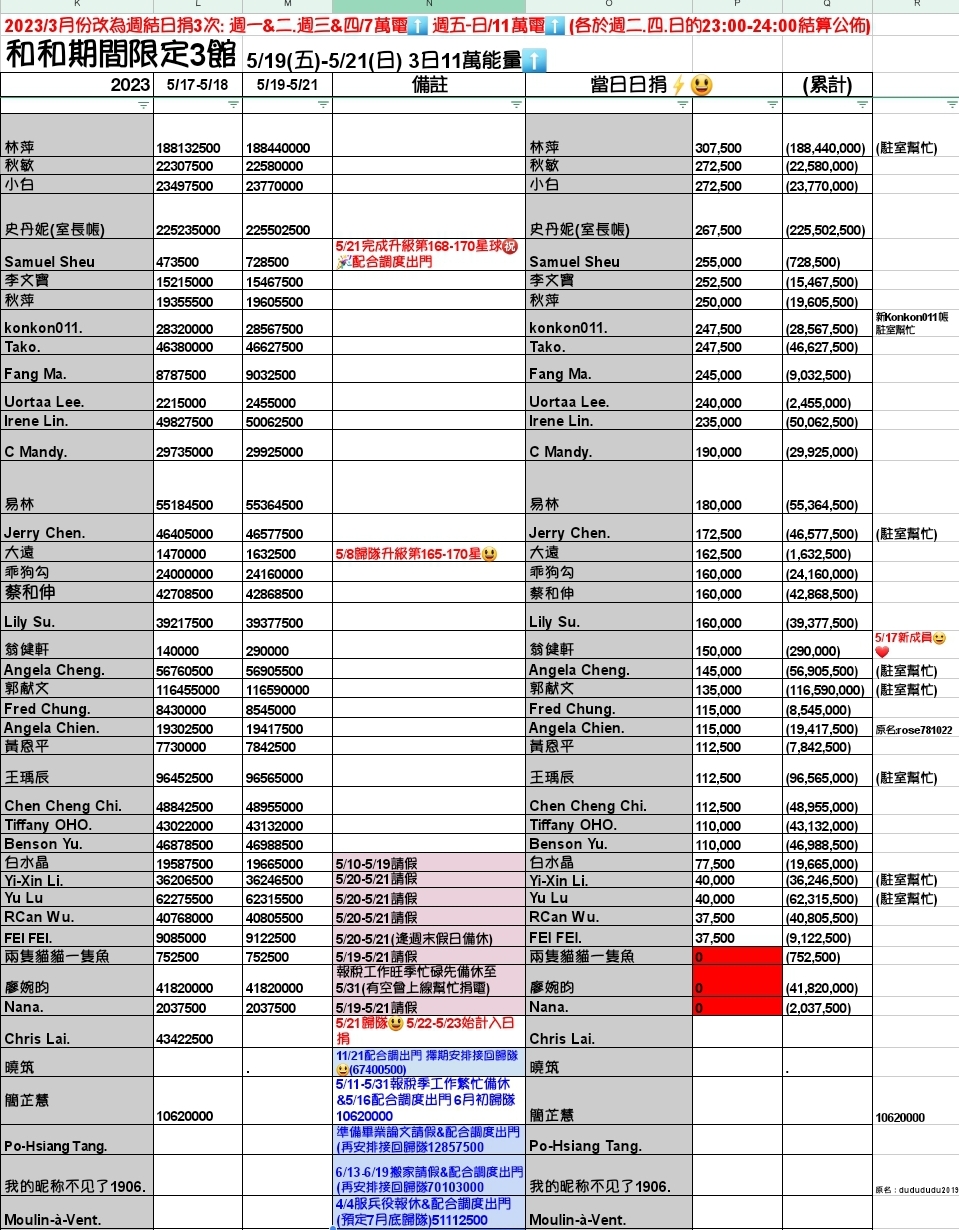 K L M N O P Q R
2023/3月份改為週結日捐3次: 週一&二.週三&四/7萬電⬆️ 週五-日/11萬電⬆️ (各於週二.四.日的23:00-24:00結算公佈)
和和期間限定3館 5/19(五)-5/21(日) 3日11萬能量⬆️
2023 5/17-5/18 5/19-5/21 備註 當日日捐⚡😃 (累計)
林萍 188132500 188440000 林萍 307,500 (188,440,000) (駐室幫忙)
秋敏 22307500 22580000 秋敏 272,500 (22,580,000)
小白 23497500 23770000 小白 272,500 (23,770,000)
史丹妮(室長帳) 225235000 225502500 史丹妮(室長帳) 267,500 (225,502,500)
5/21完成升級第168-170星球㊗️
Samuel Sheu 473500 728500 🎉配合調度出門 Samuel Sheu 255,000 (728,500)
李文寶 15215000 15467500 李文寶 252,500 (15,467,500)
秋萍 19355500 19605500 秋萍 250,000 (19,605,500)
新Konkon011帳
konkon011. 28320000 28567500 konkon011. 247,500 (28,567,500) 駐室幫忙
Tako. 46380000 46627500 Tako. 247,500 (46,627,500)
Fang Ma. 8787500 9032500 Fang Ma. 245,000 (9,032,500)
Uortaa Lee. 2215000 2455000 Uortaa Lee. 240,000 (2,455,000)
Irene Lin. 49827500 50062500 Irene Lin. 235,000 (50,062,500)
C Mandy. 29735000 29925000 C Mandy. 190,000 (29,925,000)
易林 55184500 55364500 易林 180,000 (55,364,500)
Jerry Chen. 46405000 46577500 Jerry Chen. 172,500 (46,577,500) (駐室幫忙)
大遠 1470000 1632500 5/8歸隊升級第165-170星😃 大遠 162,500 (1,632,500)
乖狗勾 24000000 24160000 乖狗勾 160,000 (24,160,000)
蔡和伸 42708500 42868500 蔡和伸 160,000 (42,868,500)
Lily Su. 39217500 39377500 Lily Su. 160,000 (39,377,500)
翁健軒 140000 290000 翁健軒 150,000 (290,000) 5/17新成員😃
❤️
Angela Cheng. 56760500 56905500 Angela Cheng. 145,000 (56,905,500) (駐室幫忙)
郭献文 116455000 116590000 郭献文 135,000 (116,590,000) (駐室幫忙)
Fred Chung. 8430000 8545000 Fred Chung. 115,000 (8,545,000)
Angela Chien. 19302500 19417500 Angela Chien. 115,000 (19,417,500) 原名:rose781022
黃恩平 7730000 7842500 黃恩平 112,500 (7,842,500)
王瑀辰 96452500 96565000 王瑀辰 112,500 (96,565,000) (駐室幫忙)
Chen Cheng Chi. 48842500 48955000 Chen Cheng Chi. 112,500 (48,955,000)
Tiffany OHO. 43022000 43132000 Tiffany OHO. 110,000 (43,132,000)
Benson Yu. 46878500 46988500 Benson Yu. 110,000 (46,988,500)
白水晶 19587500 19665000 5/10-5/19請假 白水晶 77,500 (19,665,000)
Yi-Xin Li. 36206500 36246500 5/20-5/21請假 Yi-Xin Li. 40,000 (36,246,500) (駐室幫忙)
Yu Lu 62275500 62315500 5/20-5/21請假 Yu Lu 40,000 (62,315,500) (駐室幫忙)
RCan Wu. 40768000 40805500 5/20-5/21請假 RCan Wu. 37,500 (40,805,500)
FEI FEI. 9085000 9122500 5/20-5/21(逢週末假日備休) FEI FEI. 37,500 (9,122,500)
兩隻貓貓一隻魚 752500 752500 5/19-5/21請假 兩隻貓貓一隻魚 0 (752,500)
報稅工作旺季忙碌先備休至
廖婉昀 41820000 41820000 5/31(有空曾上線幫忙捐電) 廖婉昀 0 (41,820,000)
Nana. 2037500 2037500 5/19-5/21請假 Nana. 0 (2,037,500)
5/21歸隊😃 5/22-5/23始計入日
Chris Lai. 43422500 捐 Chris Lai.
11/21配合調出門 擇期安排接回歸隊
曉筑 . 😃(67400500) 曉筑 .
5/11-5/31報稅季工作繁忙備休
&5/16配合調度出門 6月初歸隊
簡芷慧 10620000 10620000 簡芷慧 10620000
準備畢業論文請假&配合調度出門
Po-Hsiang Tang. (再安排接回歸隊12857500 Po-Hsiang Tang.
6/13-6/19搬家請假&配合調度出門
我的昵称不见了1906. (再安排接回歸隊70103000 我的昵称不见了1906. 原名：dudududu2019
4/4服兵役報休&配合調度出門
Moulin-à-Vent. (預定7月底歸隊)51112500 Moulin-à-Vent.